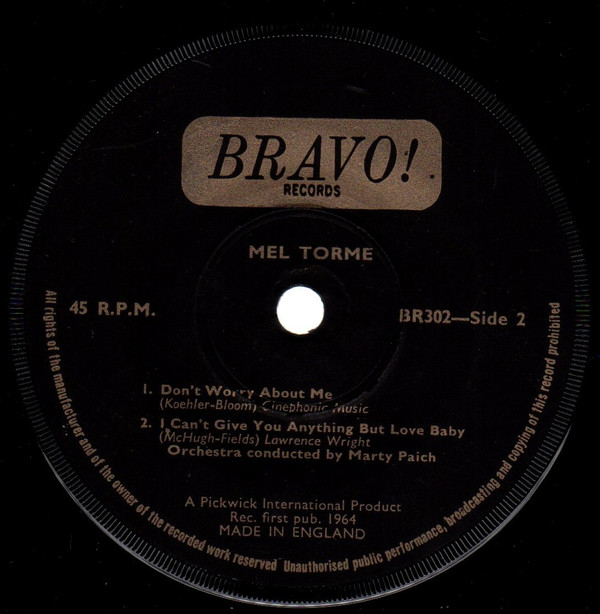 BRAVO!
RECORDS
MEL TORME
45 R.P.M.
BR302—Side 2
1. Don't Worry About Me
(Koehler-Bloom) Cinephonic Music
2. I Can't Give You Anything But Love Baby
(McHugh-Fields) Lawrence Wright
Orchestra conducted by Marty Paich
A Pickwick International Product
Rec. first pub. 1964
MADE IN ENGLAND
All rights of the manufacturer and of the owner of the recorded work reserved Unauthorised public performance, broadcasting and copying of this record prohibited